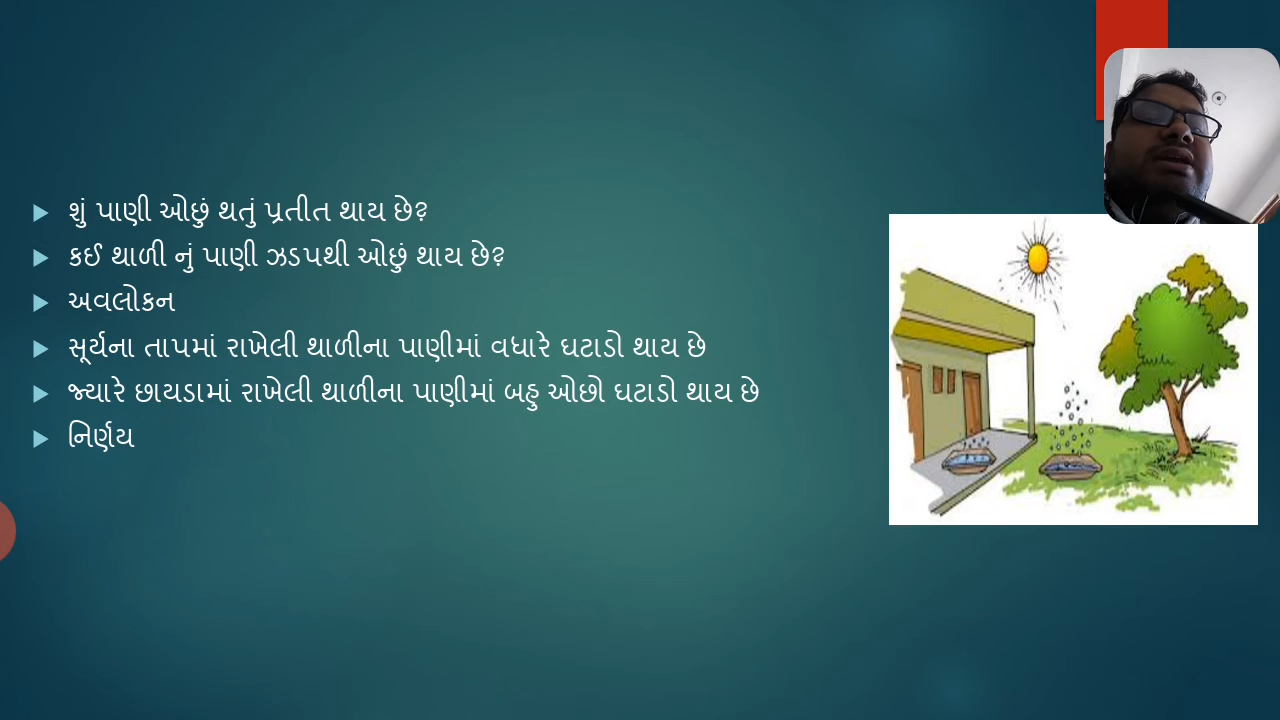 શું પાણી ઓછું થતું પ્રતીત થાય છે?
કઈ થાળી નું પાણી ઝડપથી ઓછું થાય છે?
અવલોકન
સૂર્યના તાપમાં રાખેલી થાળીના પાણીમાં વધારે ઘટાડો થાય છે
જ્યારે છાયડામાં રાખેલી થાળીના પાણીમાં બહુ ઓછો ઘટાડો થાય છે
નિર્ણય